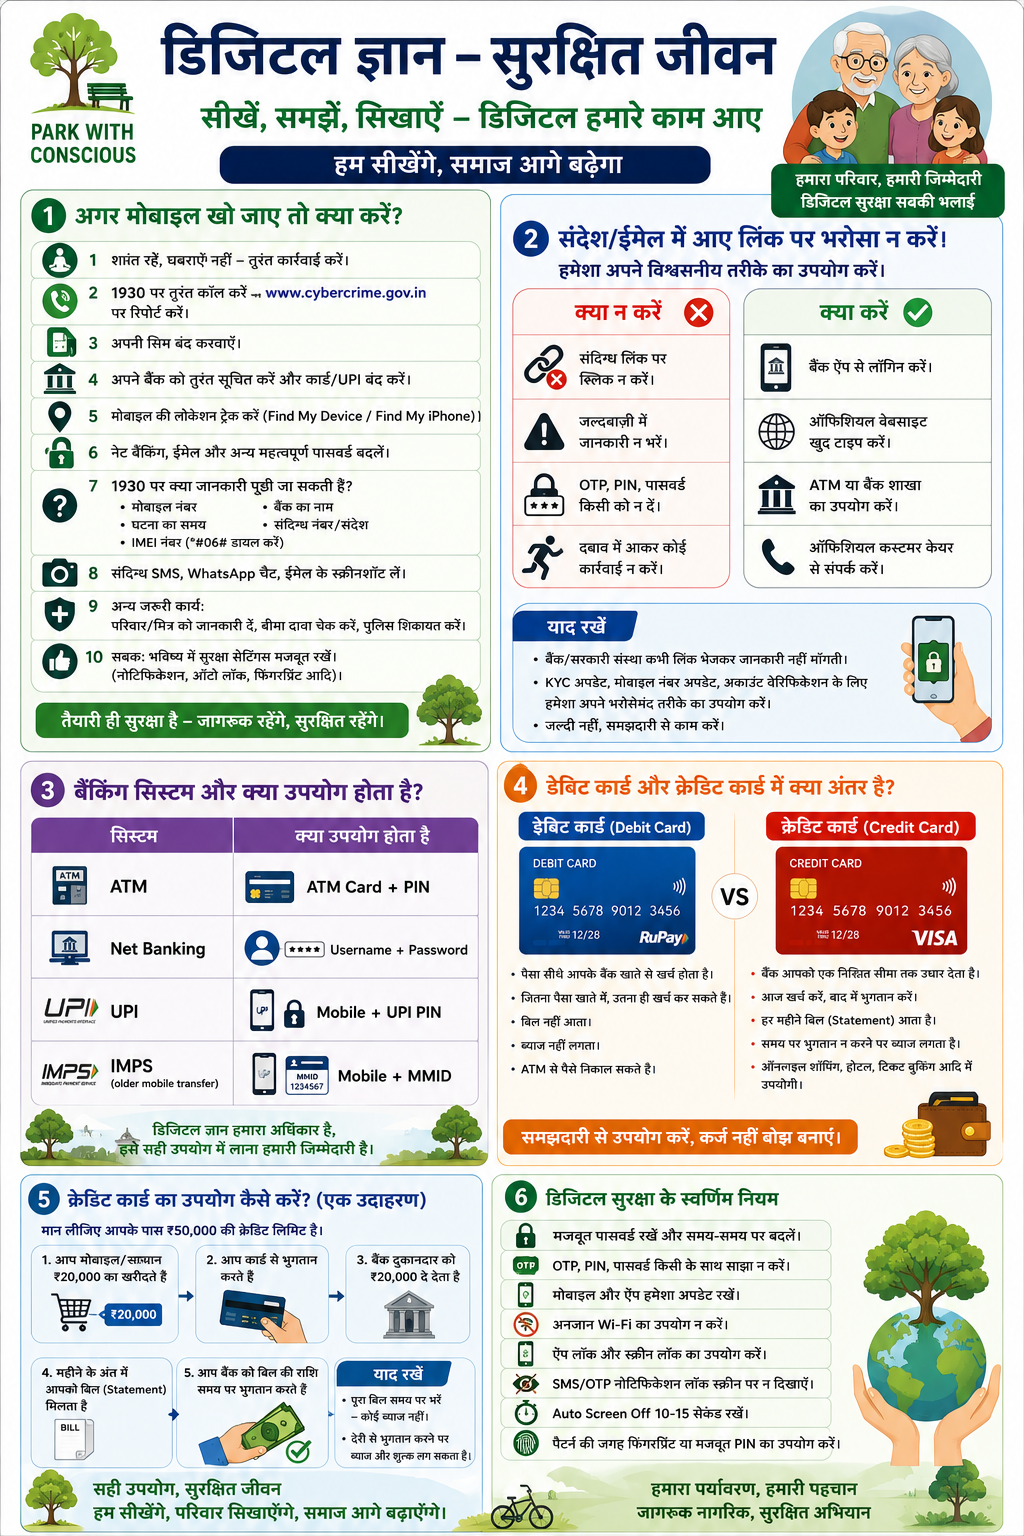 PARK WITH
CONSCIOUS
डिजिटल ज्ञान – सुरक्षित जीवन
सीखें, समझें, सिखाऐं – डिजिटल हमारे काम आए
हम सीखेंगे, समाज आगे बढ़ेगा
हमारा परिवार, हमारी जिम्मेदारी
डिजिटल सुरक्षा सबकी भलाई
1 अगर मोबाइल खो जाए तो क्या करें?
1 शांत रहें, घबराएँ नहीं – तुरंत कार्रवाई करें।
2 1930 पर तुरंत कॉल करें → www.cybercrime.gov.in
पर रिपोर्ट करें।
3 अपनी सिम बंद करवाएँ।
4 अपने बैंक को तुरंत सूचित करें और कार्ड/UPI बंद करें।
5 मोबाइल की लोकेशन ट्रेक करें (Find My Device / Find My iPhone)
6 नेट बैंकिंग, ईमेल और अन्य महत्वपूर्ण पासवर्ड बदलें।
7 1930 पर क्या जानकारी पूछी जा सकती हैं?
• मोबाइल नंबर • बैंक का नाम
• घटना का समय • संदिग्ध नंबर/संदेश
• IMEI नंबर (*#06# डायल करें)
8 संदिग्ध SMS, WhatsApp चैट, ईमेल के स्क्रीनशॉट लें।
9 अन्य जरूरी कार्य:
परिवार/मित्र को जानकारी दें, बीमा दावा चेक करें, पुलिस शिकायत करें।
10 सबक: भविष्य में सुरक्षा सेटिंगस मजबूत रखें।
(नोटिफिकेशन, ऑटो लॉक, फिंगरप्रिंट आदि)।
तैयारी ही सुरक्षा है – जागरूक रहेंगे, सुरक्षित रहेंगे।
2 संदेश/ईमेल में आए लिंक पर भरोसा न करें!
हमेशा अपने विश्वसनीय तरीके का उपयोग करें।
क्या न करें
संदिग्ध लिंक पर
क्लिक न करें।
जल्दबाज़ी में
जानकारी न भरें।
OTP, PIN, पासवर्ड
किसी को न दें।
दबाव में आकर कोई
कार्रवाई न करें।
क्या करें
बैंक ऐंप से लॉगिन करें।
ऑफिशियल वेबसाइट
खुद टाइप करें।
ATM या बैंक शाखा
का उपयोग करें।
ऑफिशियल कस्टमर केयर
से संपर्क करें।
याद रखें
• बैंक/सरकारी संस्था कभी लिंक भेजकर जानकारी नहीं माँगती।
• KYC अपडेट, मोवाइल नंबर अपडेट, अकाउंट वेरिफिकेशन के लिए
हमेशा अपने भरोसेमंद तरीके का उपयोग करें।
• जल्दी नहीं, समझदारी से काम करें।
3 बैंकिंग सिस्टम और क्या उपयोग होता है?
सिस्टम क्या उपयोग होता है
ATM ATM ATM Card + PIN
Net Banking **** Username + Password
UPI UPI UPI Mobile + UPI PIN
UNIFIED PAYMENTS INTERFACE
IMPS IMPS MMID Mobile + MMID
IMMEDIATE PAYMENT SERVICE (older mobile transfer) 1234567
डिजिटल ज्ञान हमारा अधिकार है,
इसे सही उपयोग में लाना हमारी जिम्मेदारी है।
4 डेबिट कार्ड और क्रेडिट कार्ड में क्या अंतर है?
डेबिट कार्ड (Debit Card)
DEBIT CARD
1234 5678 9012 3456
12/28
RuPay
VS
क्रेडिट कार्ड (Credit Card)
CREDIT CARD
1234 5678 9012 3456
12/28
VISA
• पैसा सीधे आपके बैंक खाते से खर्च होता है।
• जितना पैसा खाते में, उतना ही खर्च कर सकते हैं।
• बिल नहीं आता।
• ब्याज नहीं लगता।
• ATM से पैसे निकाल सकते है।
• बैंक आपको एक निश्चित सीमा तक उधार देता है।
• आज खर्च करें, बाद में भुगतान करें।
• हर महीने बिल (Statement) आता है।
• समय पर भुगतान न करने पर ब्याज लगता है।
• ऑनलाइल शॉपिंग, होटल, टिकट बुकिंग आदि में
उपयोगी।
समझदारी से उपयोग करें, कर्ज नहीं बोझ बनाएं।
5 क्रेडिट कार्ड का उपयोग कैसे करें? (एक उदाहरण)
मान लीजिए आपके पास ₹50,000 की क्रेडिट लिमिट है।
1. आप मोबाइल/सामान
₹20,000 का खरीदते हैं
₹20,000
2. आप कार्ड से भुगतान
करते हैं
3. बैंक दुकानदार को
₹20,000 दे देता है
4. महीने के अंत में
आपको बिल (Statement)
मिलता है
BILL
5. आप बैंक को बिल की राशि
समय पर भुगतान करते हैं
याद रखें
• पूरा बिल समय पर भरें
– कोई ब्याज नहीं।
• देरी से भुगतान करने पर
ब्याज और शुल्क लग सकता है।
सही उपयोग, सुरक्षित जीवन
हम सीखेंगे, परिवार सिखाऐंगे, समाज आगे बढ़ाऐंगे।
6 डिजिटल सुरक्षा के स्वर्णिम नियम
मजबूत पासवर्ड रखें और समय-समय पर बदलें।
OTP OTP, PIN, पासवर्ड किसी के साथ साझा न करें।
मोबाइल और ऐंप हमेशा अपडेट रखें।
अनजान Wi-Fi का उपयोग न करें।
ऐंप लॉक और स्क्रीन लॉक का उपयोग करें।
SMS/OTP नोटिफिकेशन लॉक स्क्रीन पर न दिखाएँ।
Auto Screen Off 10-15 सेकंड रखें।
पैटर्न की जगह फिंगरप्रिंट या मजबूत PIN का उपयोग करें।
हमारा पर्यावरण, हमारी पहचान
जागरूक नागरिक, सुरक्षित अभियान